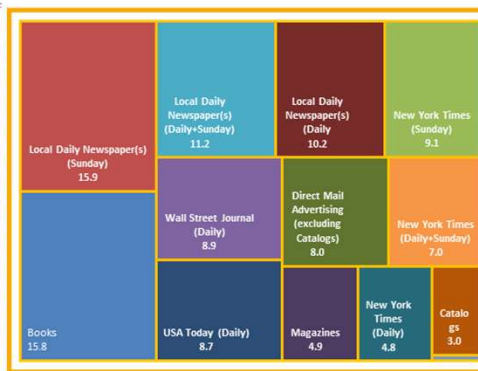 Local Daily Newspaper(s)
(Sunday)
15.9
Local Daily
Newspaper(s)
(Daily+Sunday)
11.2
Local Daily
Newspaper(s)
(Daily
10.2
New York Times
(Sunday)
9.1
Books
15.8
Wall Street Journal
(Daily)
8.9
Direct Mail
Advertising
(excluding
Catalogs)
8.0
New York Times
(Daily+Sunday)
7.0
USA Today (Daily)
8.7
Magazines
4.9
New York
Times
(Daily)
4.8
Catalo
gs
3.0